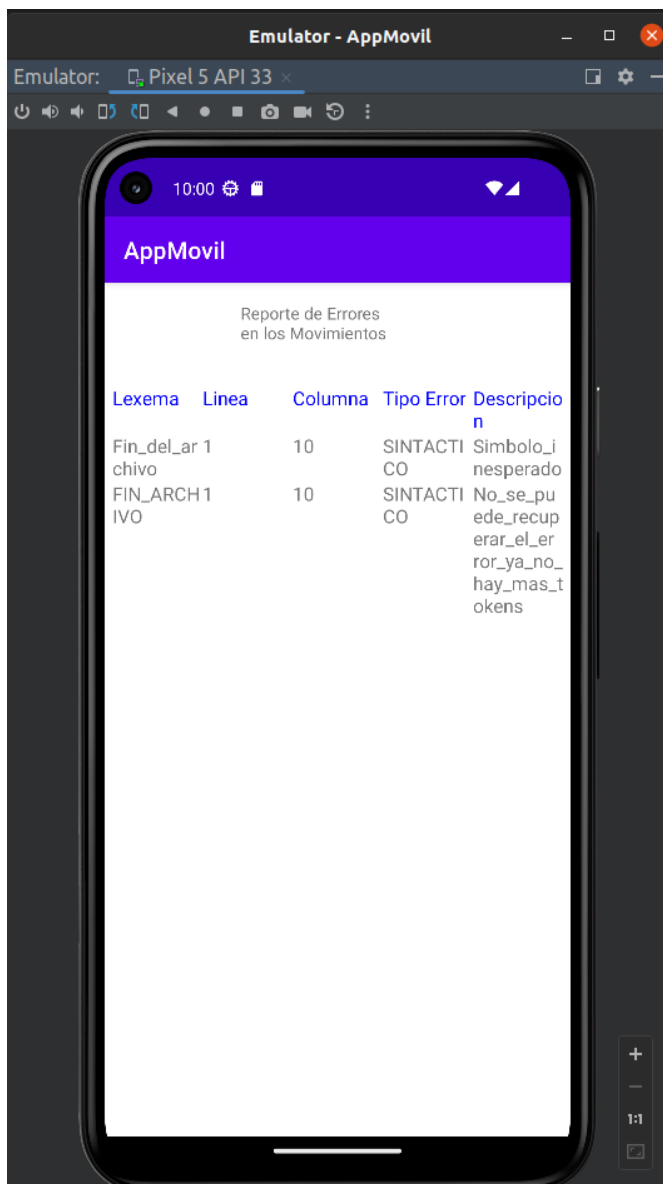 Emulator - AppMovil
Emulator: Pixel 5 API 33
10:00
AppMovil
Reporte de Errores
en los Movimientos
Lexema Linea Columna Tipo Error Descripcio
n
Fin_del_ar 1 10 SINTACTI Simbolo_i
chivo CO nesperado
FIN_ARCH 1 10 SINTACTI No_se_pu
IVO CO ede_recup
erar_el_er
ror_ya_no_
hay_mas_t
okens
1:1